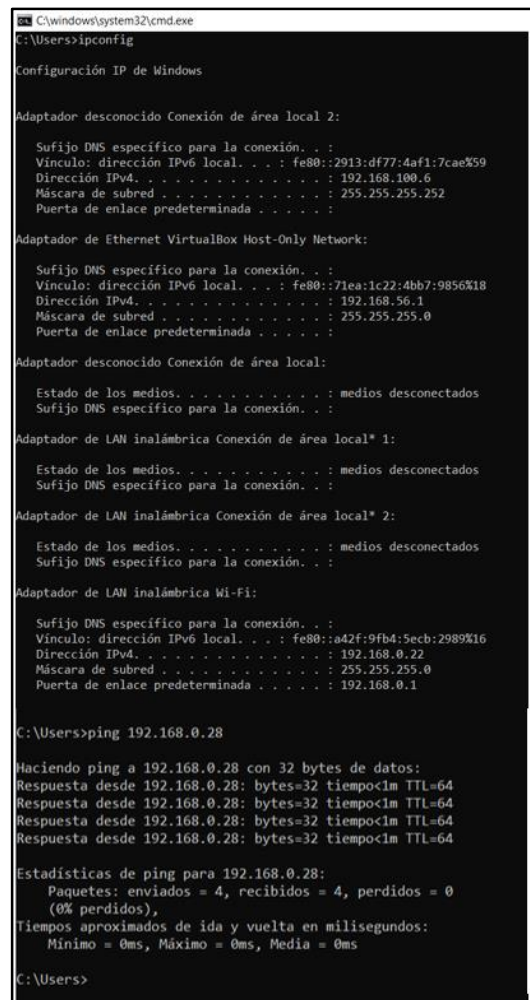 C:\windows\system32\cmd.exe
C:\Users>ipconfig
Configuración IP de Windows
Adaptador desconocido Conexión de área local 2:
Sufijo DNS específico para la conexión. . :
Vínculo: dirección IPv6 local. . . : fe80::2913:df77:4af1:7cae%59
Dirección IPv4. . . . . . . . . . . . . . : 192.168.100.6
Máscara de subred . . . . . . . . . . . . : 255.255.255.252
Puerta de enlace predeterminada . . . . . :
Adaptador de Ethernet VirtualBox Host-Only Network:
Sufijo DNS específico para la conexión. . :
Vínculo: dirección IPv6 local. . . : fe80::71ea:1c22:4bb7:9856%18
Dirección IPv4. . . . . . . . . . . . . . : 192.168.56.1
Máscara de subred . . . . . . . . . . . . : 255.255.255.0
Puerta de enlace predeterminada . . . . . :
Adaptador desconocido Conexión de área local:
Estado de los medios. . . . . . . . . . . : medios desconectados
Sufijo DNS específico para la conexión. . :
Adaptador de LAN inalámbrica Conexión de área local* 1:
Estado de los medios. . . . . . . . . . . : medios desconectados
Sufijo DNS específico para la conexión. . :
Adaptador de LAN inalámbrica Conexión de área local* 2:
Estado de los medios. . . . . . . . . . . : medios desconectados
Sufijo DNS específico para la conexión. . :
Adaptador de LAN inalámbrica Wi-Fi:
Sufijo DNS específico para la conexión. . :
Vínculo: dirección IPv6 local. . . : fe80::a42f:9fb4:5ecb:2989%16
Dirección IPv4. . . . . . . . . . . . . . : 192.168.0.22
Máscara de subred . . . . . . . . . . . . : 255.255.255.0
Puerta de enlace predeterminada . . . . . : 192.168.0.1
C:\Users>ping 192.168.0.28
Haciendo ping a 192.168.0.28 con 32 bytes de datos:
Respuesta desde 192.168.0.28: bytes=32 tiempo<1m TTL=64
Respuesta desde 192.168.0.28: bytes=32 tiempo<1m TTL=64
Respuesta desde 192.168.0.28: bytes=32 tiempo<1m TTL=64
Respuesta desde 192.168.0.28: bytes=32 tiempo<1m TTL=64
Estadísticas de ping para 192.168.0.28:
Paquetes: enviados = 4, recibidos = 4, perdidos = 0
(0% perdidos),
Tiempos aproximados de ida y vuelta en milisegundos:
Mínimo = 0ms, Máximo = 0ms, Media = 0ms
C:\Users>